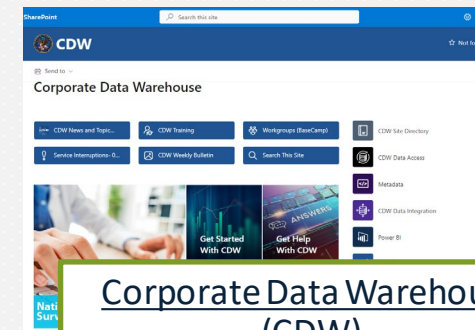 SharePoint
Search this site
CDW
Not fo
Send to
Corporate Data Warehouse
CDW News and Topic...
CDW Training
Workgroups (BaseCamp)
CDW Site Directory
Service Interruptions- 0...
CDW Weekly Bulletin
Search This Site
CDW Data Access
Metadata
CDW Data Integration
Power BI
ANSWERS
Get Started
With CDW
Get Help
With CDW
Nati
Surv
Corporate Data Warehou
(CDW)